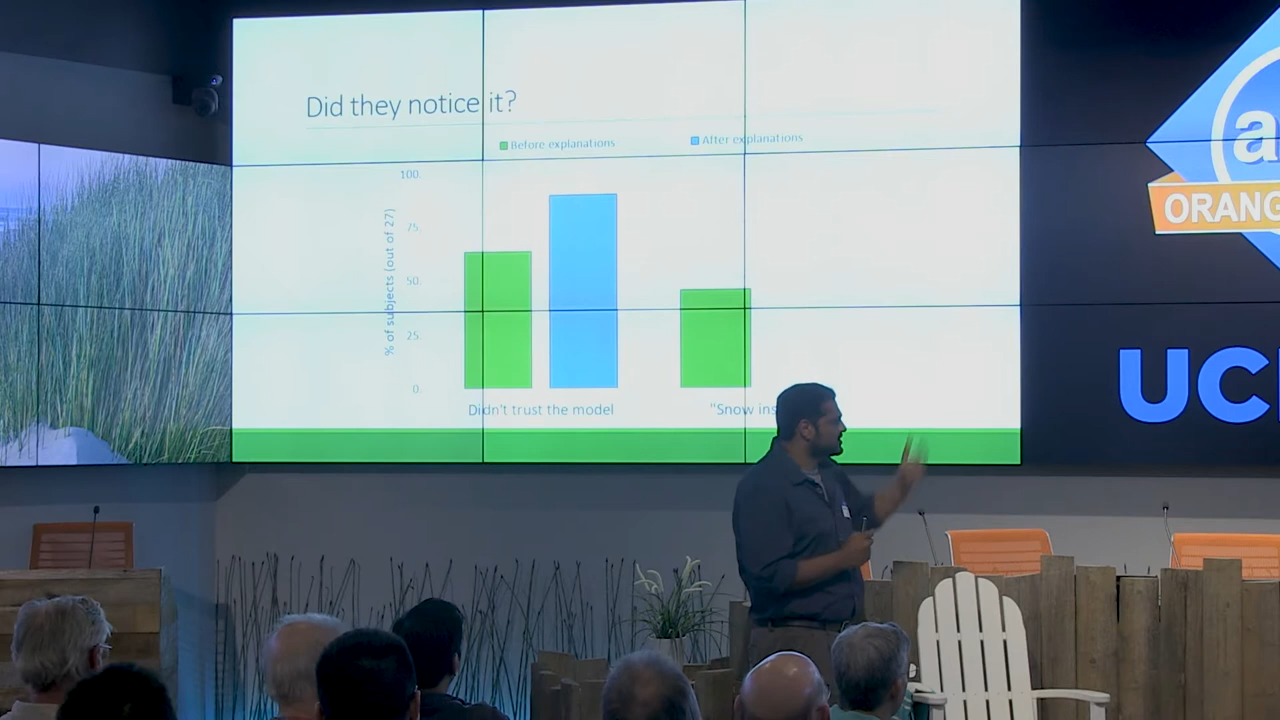 Did they notice it?
Before explanations
After explanations
100
75
50
25
0
% of subjects (out of 27)
Didn't trust the model
"Snow
a
ORANG
UC